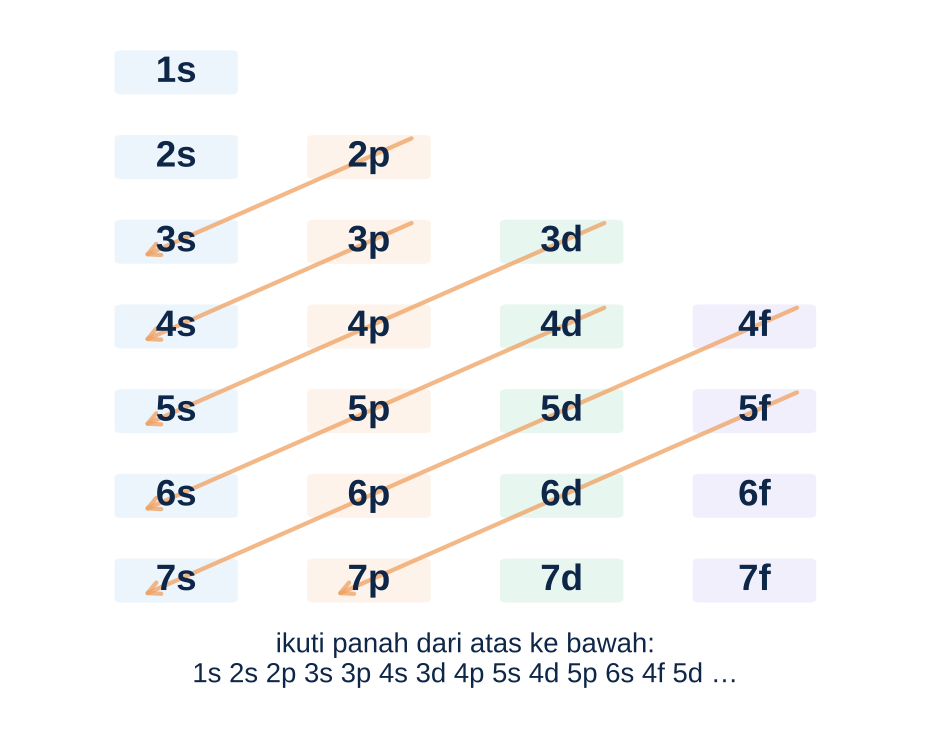 1s
2s 2p
3s 3p 3d
4s 4p 4d 4f
5s 5p 5d 5f
6s 6p 6d 6f
7s 7p 7d 7f
ikuti panah dari atas ke bawah:
1s 2s 2p 3s 3p 4s 3d 4p 5s 4d 5p 6s 4f 5d …